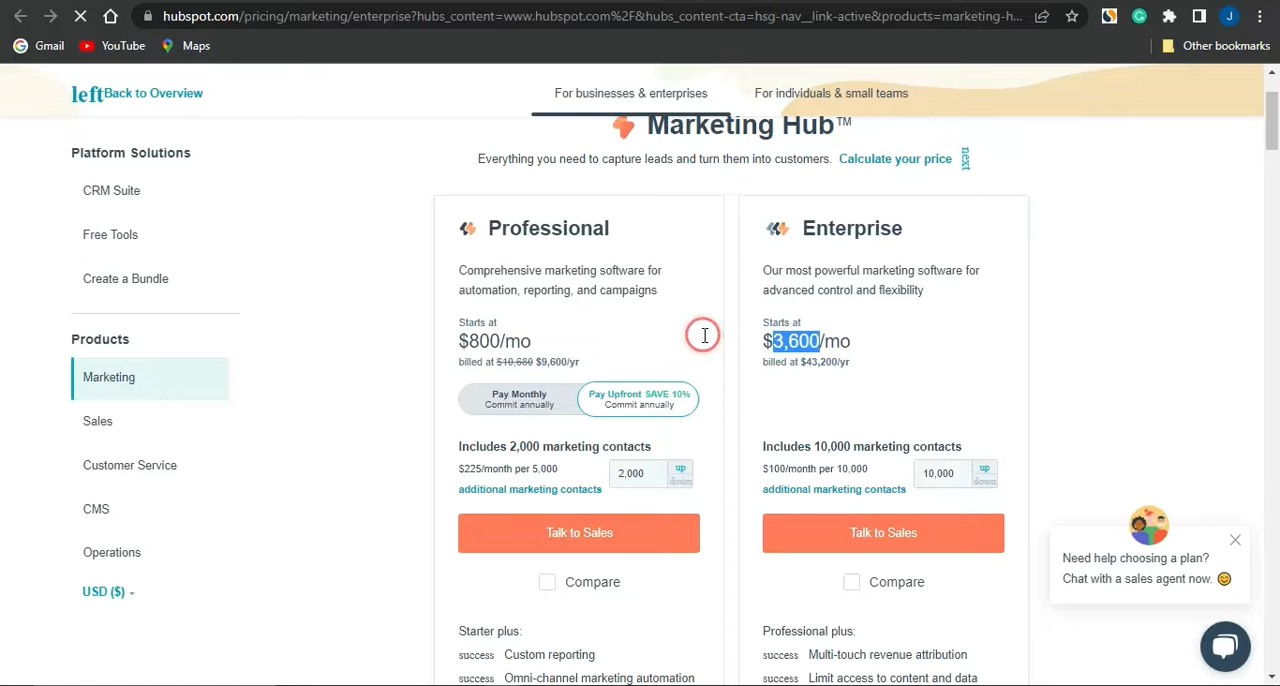 hubspot.com/pricing/marketing/enterprise?hubs_content=www.hubspot.com%2F&hubs_content-cta=hsg-nav__link-active&products=marketing-h...
J
Gmail
YouTube
Maps
Other bookmarks
left Back to Overview
For businesses & enterprises
For individuals & small teams
Marketing Hub™
Everything you need to capture leads and turn them into customers. Calculate your price next
Platform Solutions
CRM Suite
Free Tools
Create a Bundle
Products
Marketing
Sales
Customer Service
CMS
Operations
USD ($)
Professional
Comprehensive marketing software for
automation, reporting, and campaigns
Starts at
$800/mo
billed at $10,680 $9,600/yr
Pay Monthly
Commit annually
Pay Upfront SAVE 10%
Commit annually
Includes 2,000 marketing contacts
$225/month per 5,000
additional marketing contacts
2,000
up
down
Talk to Sales
Compare
Starter plus:
success Custom reporting
success Omni-channel marketing automation
Enterprise
Our most powerful marketing software for
advanced control and flexibility
Starts at
$3,600/mo
billed at $43,200/yr
Includes 10,000 marketing contacts
$100/month per 10,000
additional marketing contacts
10,000
up
down
Talk to Sales
Compare
Professional plus:
success Multi-touch revenue attribution
success Limit access to content and data
Need help choosing a plan?
Chat with a sales agent now. 😊